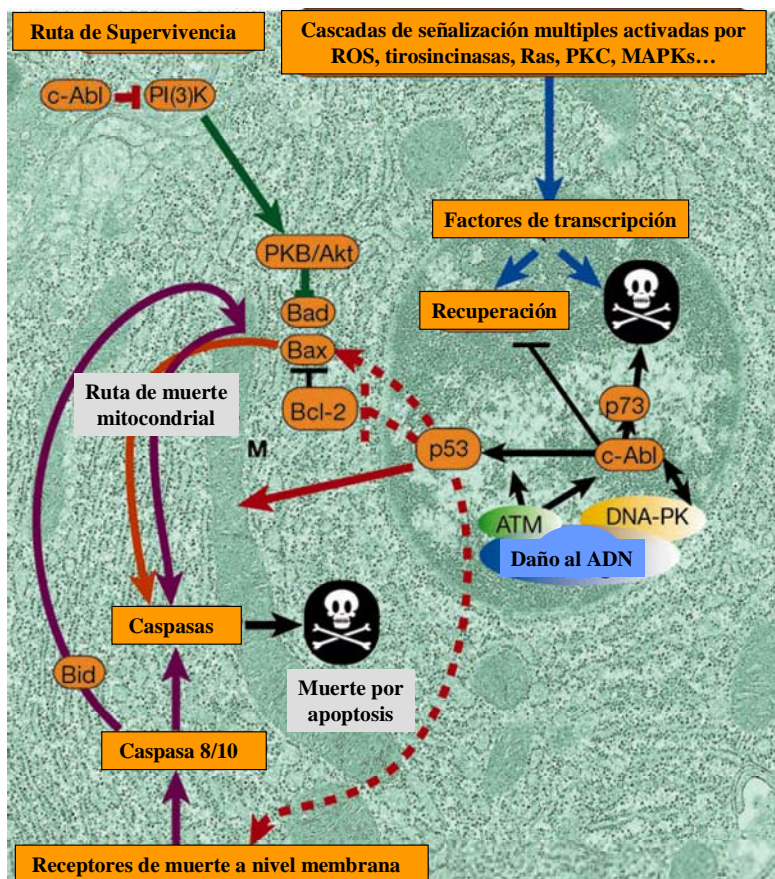 Ruta de Supervivencia
Cascadas de señalización multiples activadas por
ROS, tirosincinasas, Ras, PKC, MAPKs…
c-Abl
PI(3)K
Factores de transcripción
PKB/Akt
Bad
Recuperación
Bax
Ruta de muerte
mitocondrial
Bcl-2
p73
M
p53
c-Abl
ATM
DNA-PK
Daño al ADN
Caspasas
Bid
Muerte por
apoptosis
Caspasa 8/10
Receptores de muerte a nivel membrana